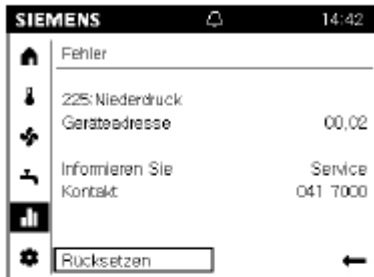 SIEMENS 14:42
Fehler
225:Niederdruck
Geräteadresse 00,02
Informieren Sie Service
Kontakt 041 7000
Rücksetzen